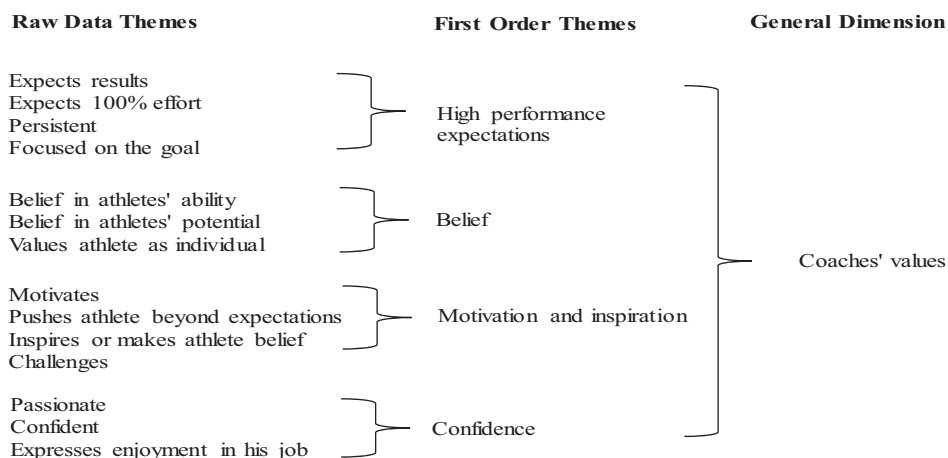 Raw Data Themes
First Order Themes
General Dimension
Expects results
Expects 100% effort
Persistent
Focused on the goal
High performance
expectations
Belief in athletes' ability
Belief in athletes' potential
Values athlete as individual
Belief
Motivates
Pushes athlete beyond expectations
Inspires or makes athlete belief
Challenges
Motivation and inspiration
Passionate
Confident
Expresses enjoyment in his job
Confidence
Coaches' values